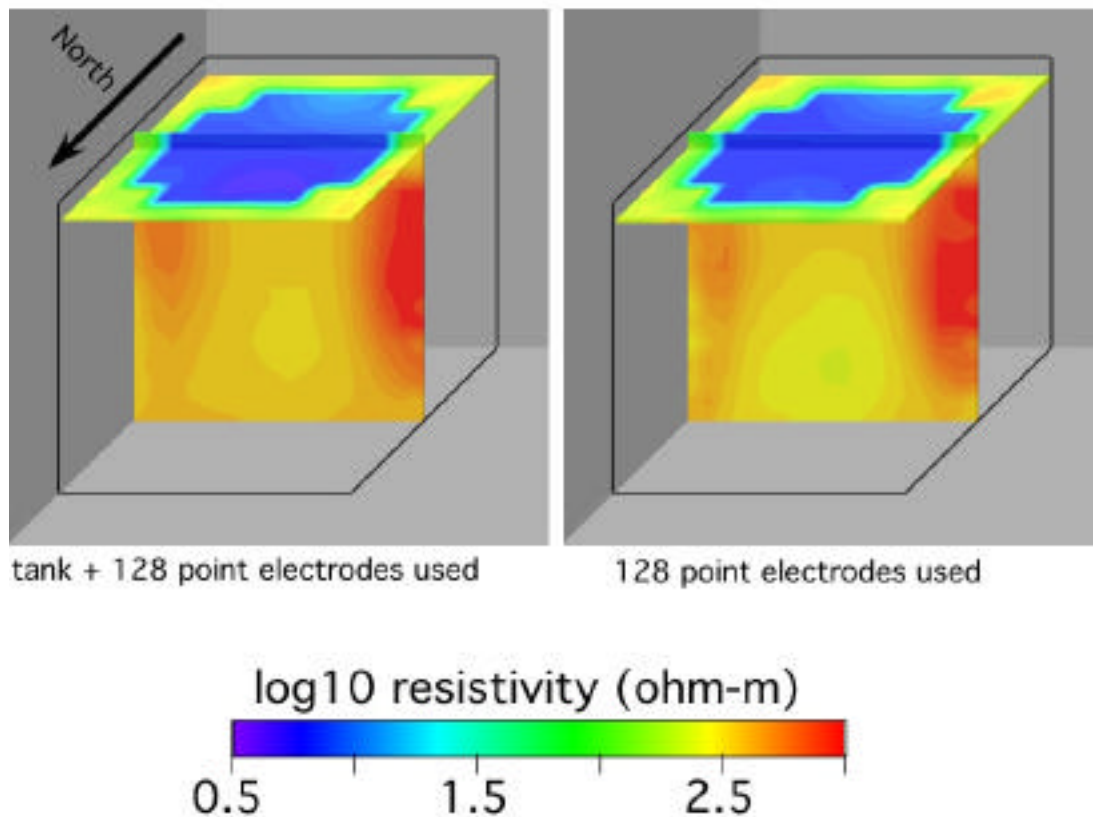 North
tank + 128 point electrodes used
128 point electrodes used
log10 resistivity (ohm-m)
0.5 1.5 2.5